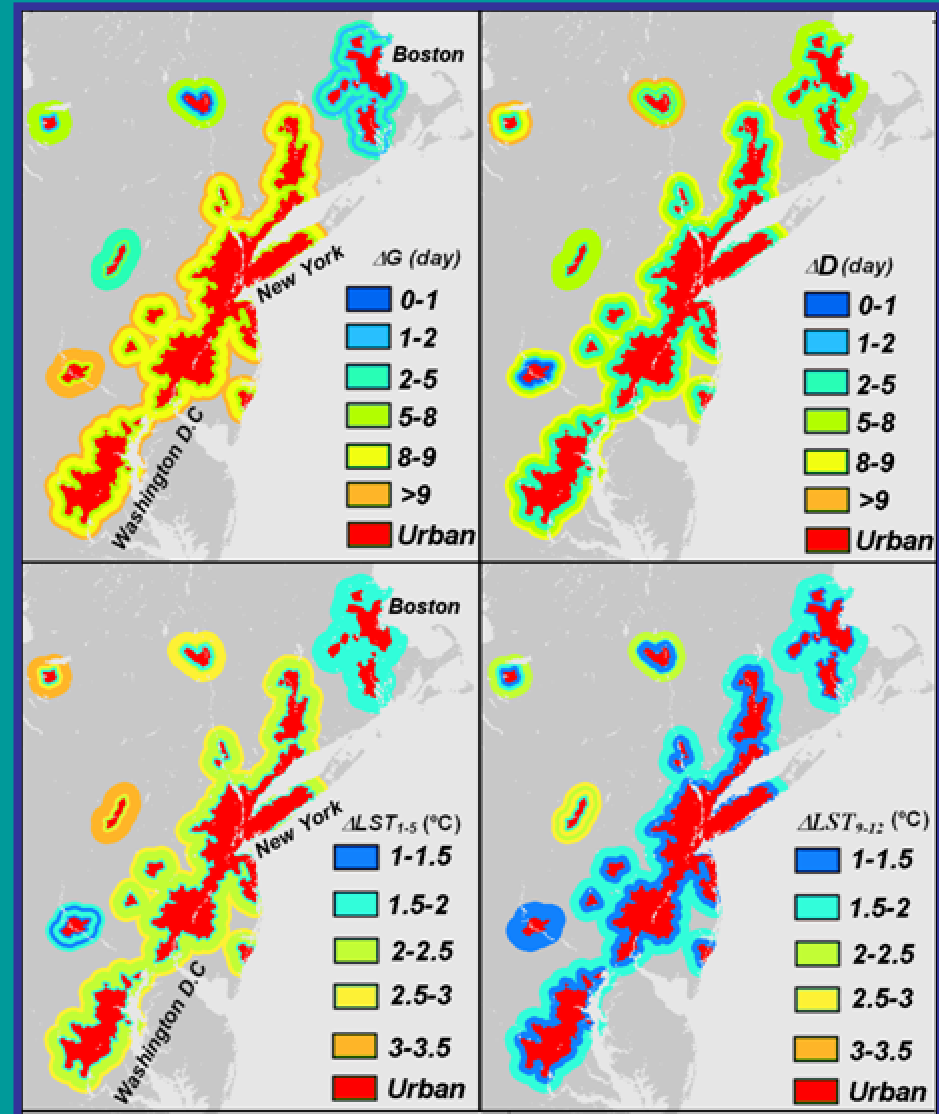 Boston
New York
Washington D.C
ΔG (day)
0-1
1-2
2-5
5-8
8-9
>9
Urban
ΔD (day)
0-1
1-2
2-5
5-8
8-9
>9
Urban
Boston
New York
Washington D.C
ΔLST1-5 (ºC)
1-1.5
1.5-2
2-2.5
2.5-3
3-3.5
Urban
ΔLST9-12 (ºC)
1-1.5
1.5-2
2-2.5
2.5-3
3-3.5
Urban